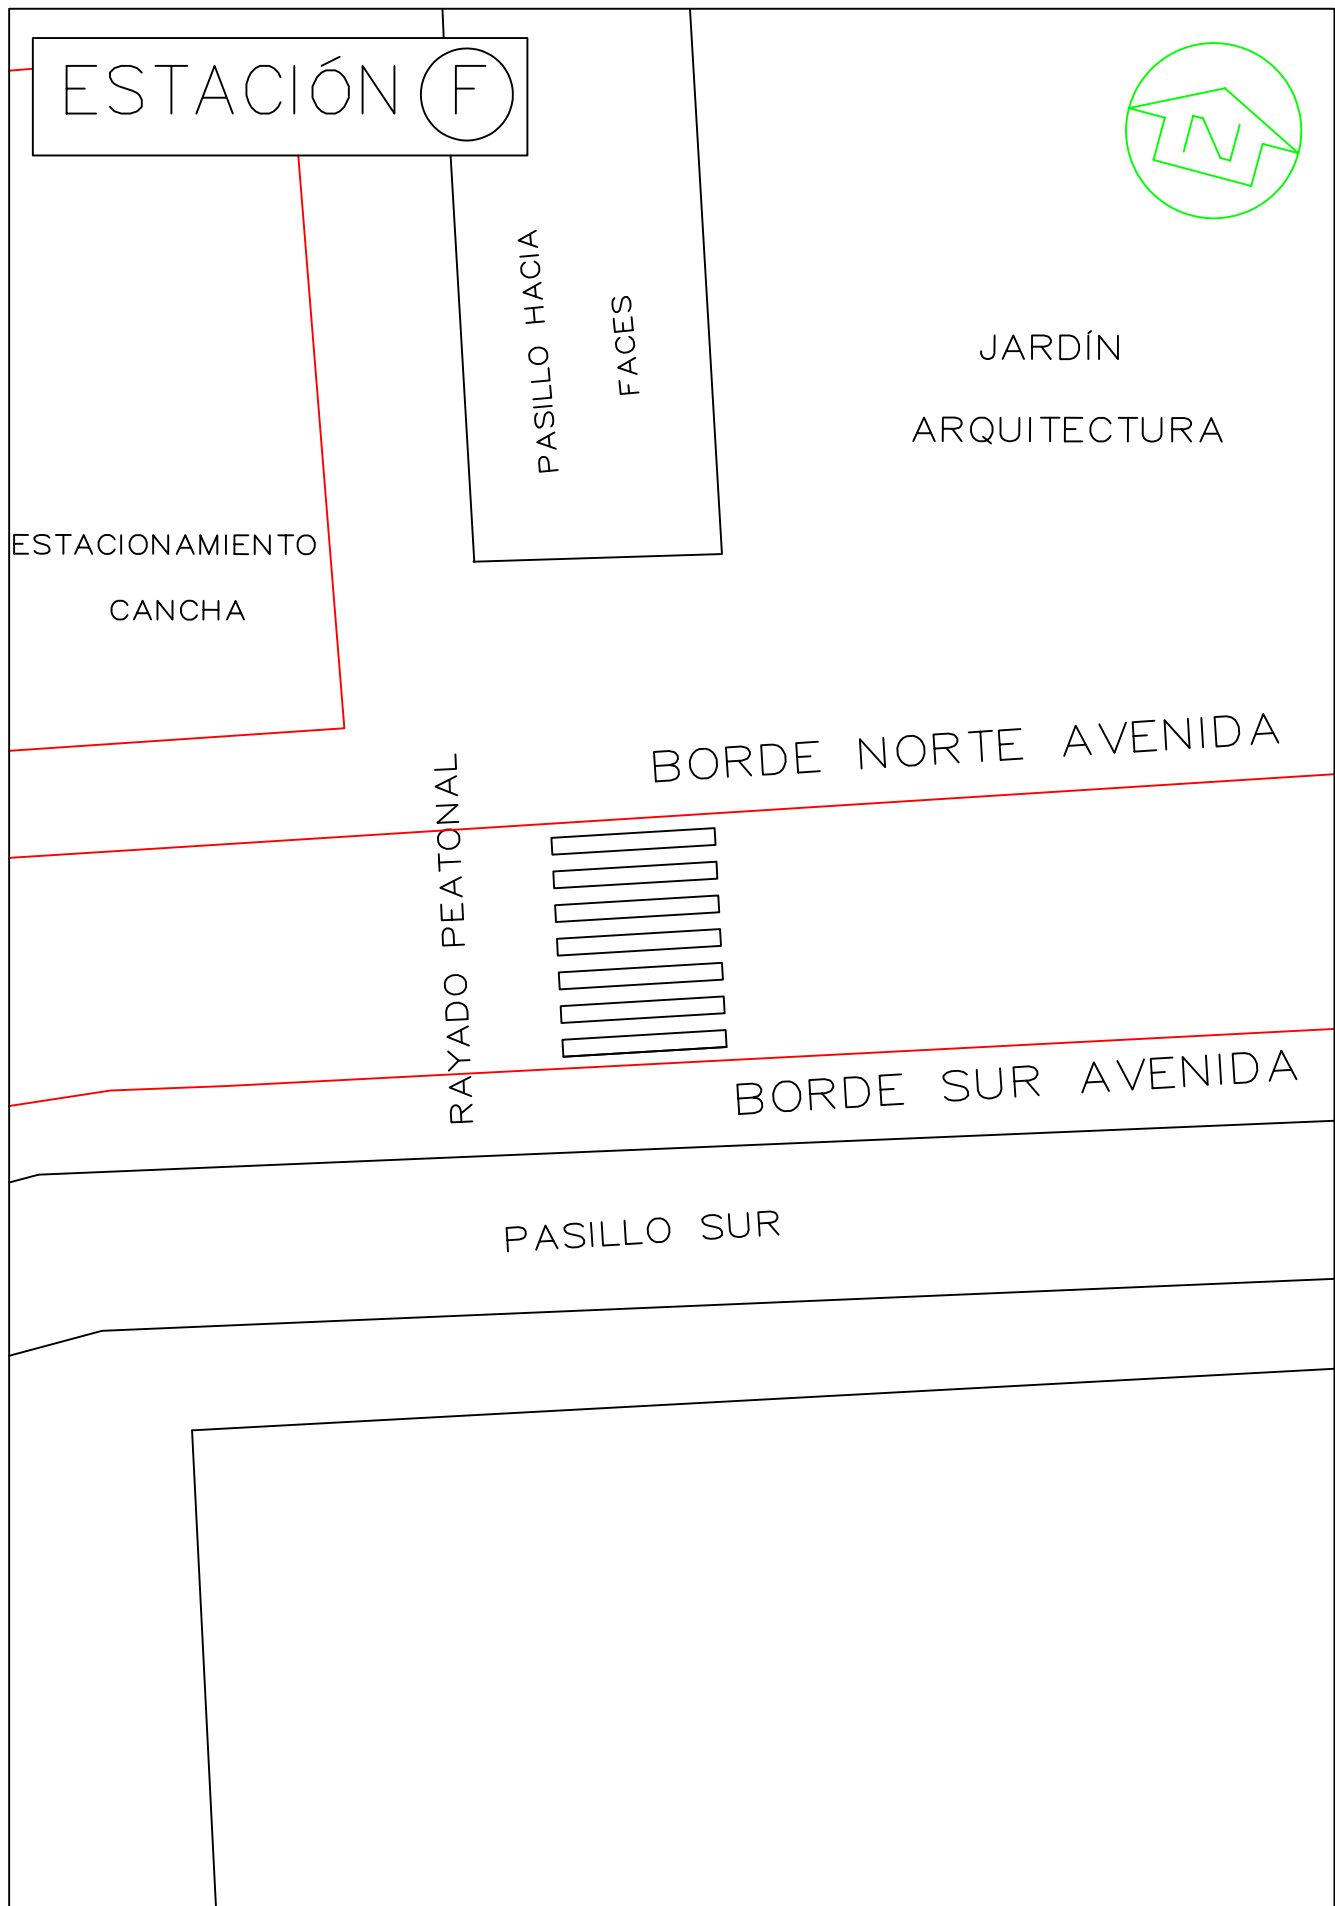 ESTACIÓN F
N
PASILLO HACIA
FACES
JARDÍN
ARQUITECTURA
ESTACIONAMIENTO
CANCHA
BORDE NORTE AVENIDA
RAYADO PEATONAL
BORDE SUR AVENIDA
PASILLO SUR